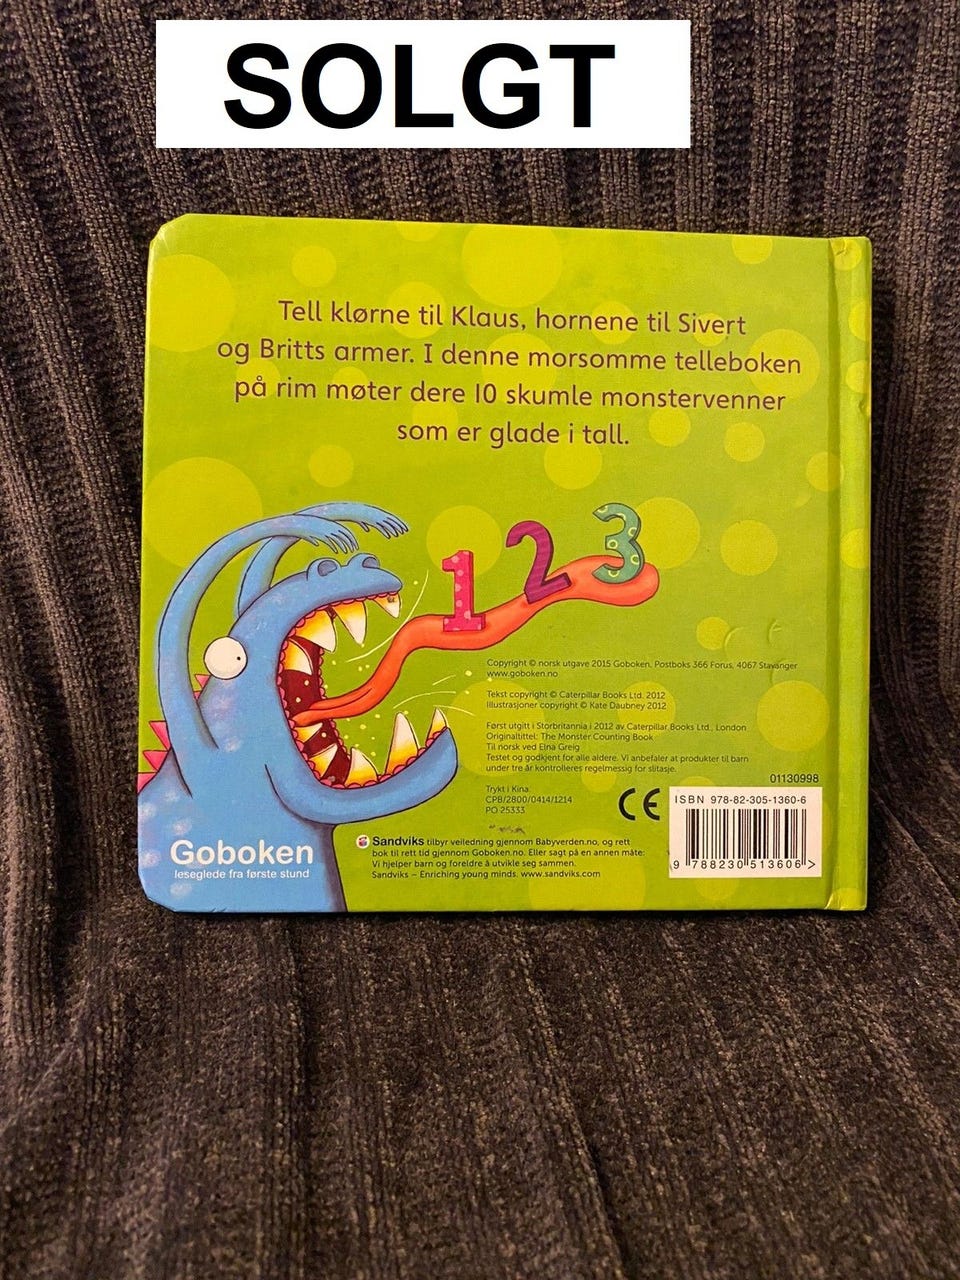 SOLGT
Tell klørne til Klaus, hornene til Sivert
og Britts armer. I denne morsomme telleboken
på rim møter dere 10 skumle monstervenner
som er glade i tall.
1 2 3
Copyright © norsk utgave 2015 Goboken, Postboks 366 Forus, 4067 Stavanger
www.goboken.no
Tekst copyright © Caterpillar Books Ltd. 2012
Illustrasjoner copyright © Kate Daubney 2012
Først utgitt i Storbritannia i 2012 av Caterpillar Books Ltd., London
Originaltittel: The Monster Counting Book
Til norsk ved Elna Greig
Testet og godkjent for alle aldere. Vi anbefaler at produkter til barn
under tre år kontrolleres regelmessig for slitasje.
Trykt i Kina.
CPB/2800/0414/1214
PO 25333
01130998
CE
ISBN 978-82-305-1360-6
9 788230 513606 >
Goboken
leseglede fra første stund
Sandviks tilbyr veiledning gjennom Babyverden.no, og rett
bok til rett tid gjennom Goboken.no. Eller sagt på en annen måte:
Vi hjelper barn og foreldre å utvikle seg sammen.
Sandviks – Enriching young minds. www.sandviks.com